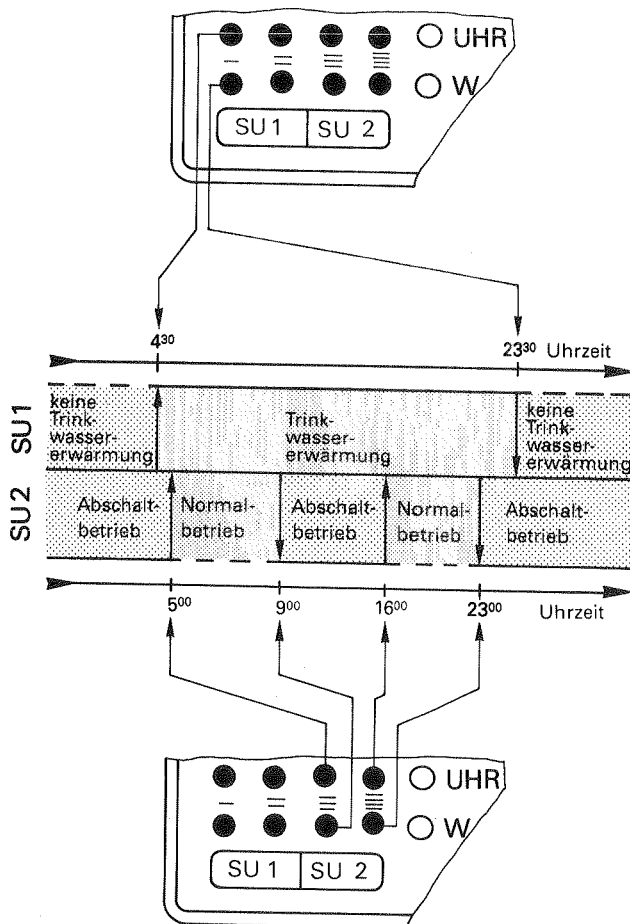 UHR
W
SU 1 SU 2
4³⁰ 23³⁰ Uhrzeit
SU1
keine
Trink-
wasser-
erwärmung
Trink-
wasser-
erwärmung
keine
Trink-
wasser-
erwärmung
SU2
Abschalt-
betrieb
Normal-
betrieb
Abschalt-
betrieb
Normal-
betrieb
Abschalt-
betrieb
5⁰⁰ 9⁰⁰ 16⁰⁰ 23⁰⁰ Uhrzeit
UHR
W
SU 1 SU 2